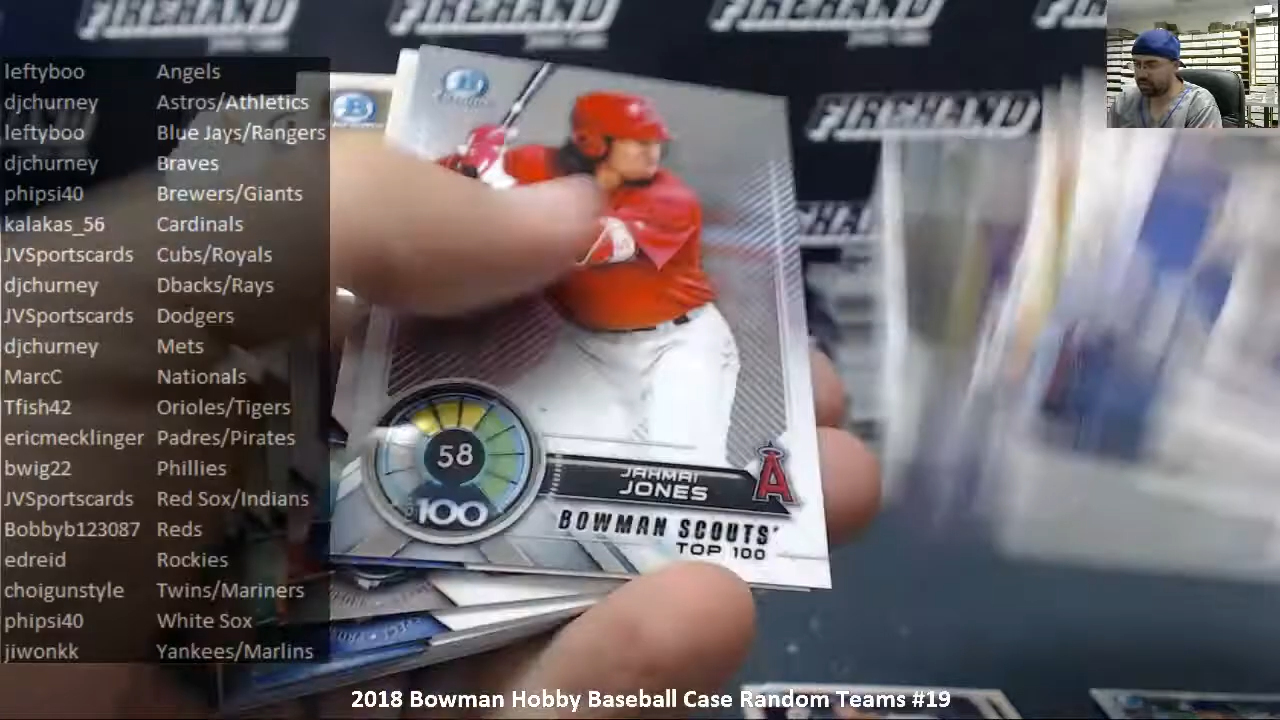 FIREHAND
FIREHAND
FIREHAND
FIREHAND
leftyboo Angels
djchurney Astros/Athletics
leftyboo Blue Jays/Rangers
djchurney Braves
phipsi40 Brewers/Giants
kalakas_56 Cardinals
JVSportscards Cubs/Royals
djchurney Dbacks/Rays
JVSportscards Dodgers
djchurney Mets
MarcC Nationals
Tfish42 Orioles/Tigers
ericmecklinger Padres/Pirates
bwig22 Phillies
JVSportscards Red Sox/Indians
Bobbyb123087 Reds
edreid Rockies
choigunstyle Twins/Mariners
phipsi40 White Sox
jiwonkk Yankees/Marlins
B
B
58
100
JAHMAI
JONES
A
BOWMAN SCOUTS'
TOP 100
2018 Bowman Hobby Baseball Case Random Teams #19